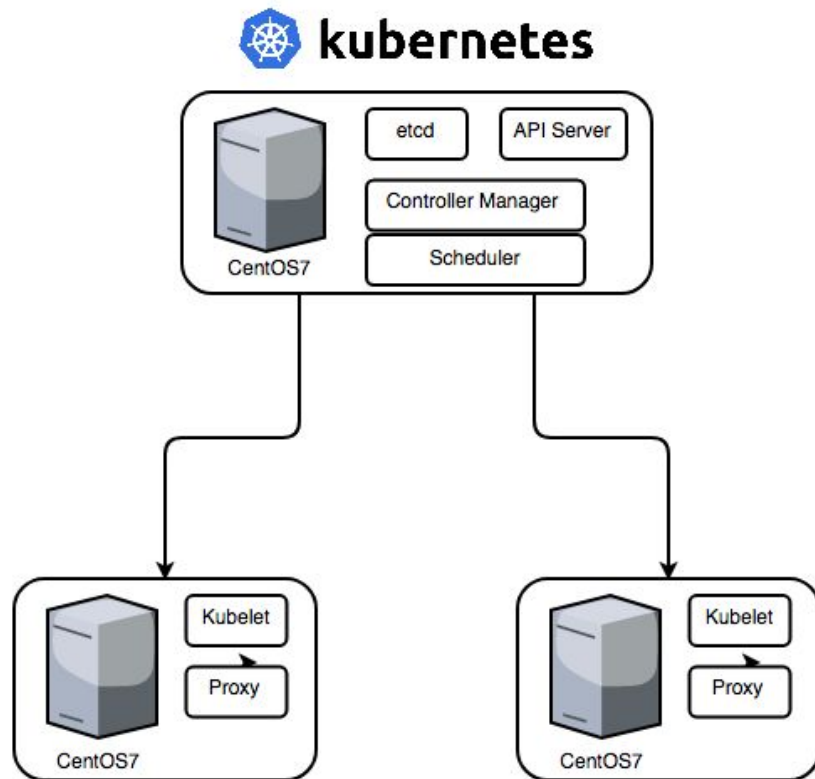 kubernetes
etcd
API Server
Controller Manager
Scheduler
CentOS7
Kubelet
Proxy
CentOS7
Kubelet
Proxy
CentOS7